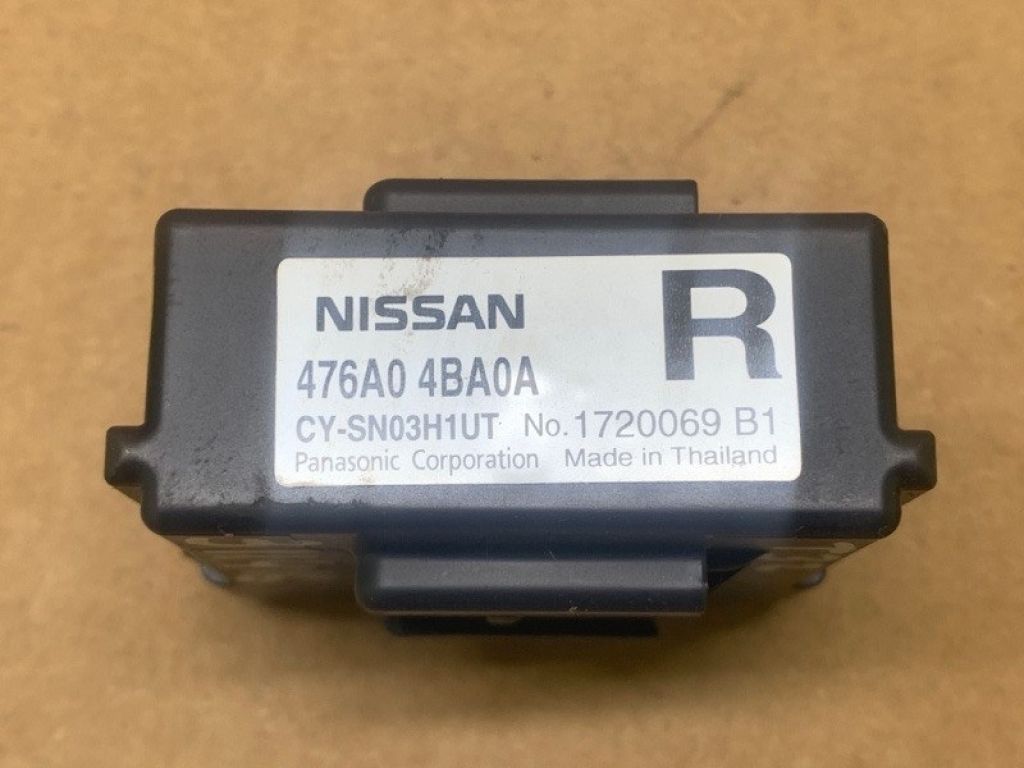 NISSAN R
476A0 4BA0A
CY-SN03H1UT No.1720069 B1
Panasonic Corporation Made in Thailand